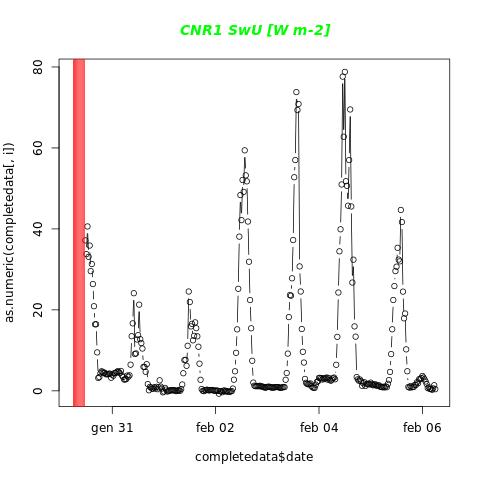 CNR1 SwU [W m-2]
as.numeric(completedata[, i])
80
60
40
20
0
gen 31
feb 02
feb 04
feb 06
completedata$date